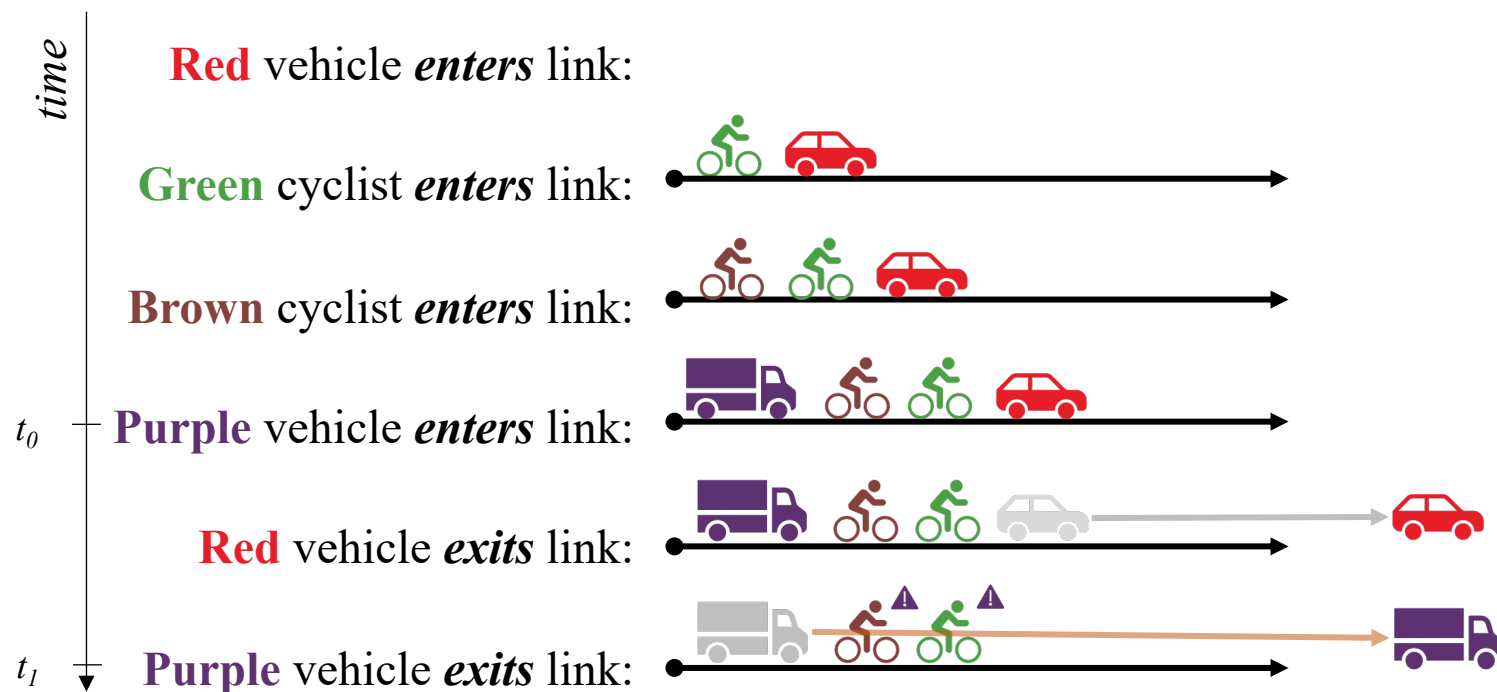 time
Red vehicle enters link:
Green cyclist enters link:
Brown cyclist enters link:
t0 Purple vehicle enters link:
Red vehicle exits link:
! !
t1 Purple vehicle exits link: